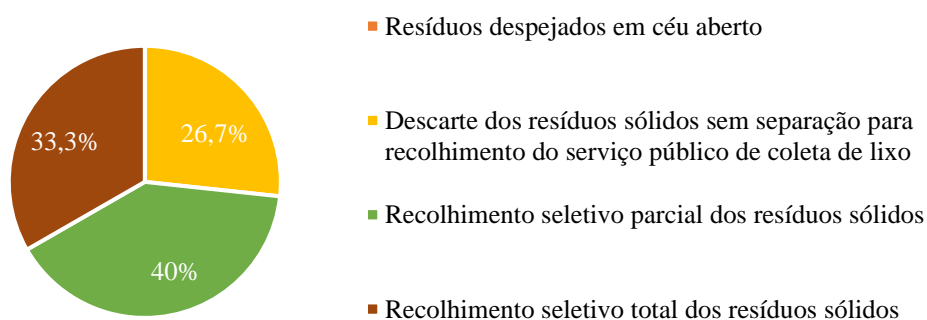 33,3%
26,7%
40%
Resíduos despejados em céu aberto
Descarte dos resíduos sólidos sem separação para
recolhimento do serviço público de coleta de lixo
Recolhimento seletivo parcial dos resíduos sólidos
Recolhimento seletivo total dos resíduos sólidos